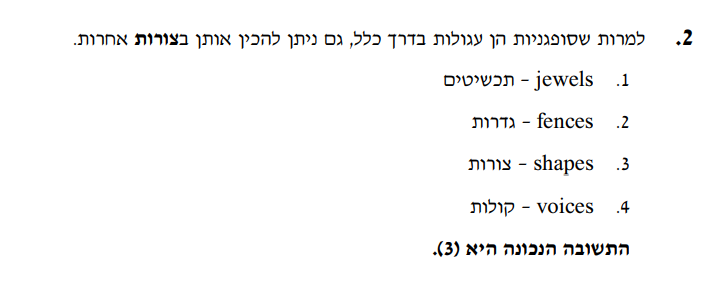 2. למרות שסופגניות הן עגולות בדרך כלל, גם ניתן להכין אותן בצורות אחרות.
1. jewels – תכשיטים
2. fences – גדרות
3. shapes – צורות
4. voices – קולות
התשובה הנכונה היא (3).